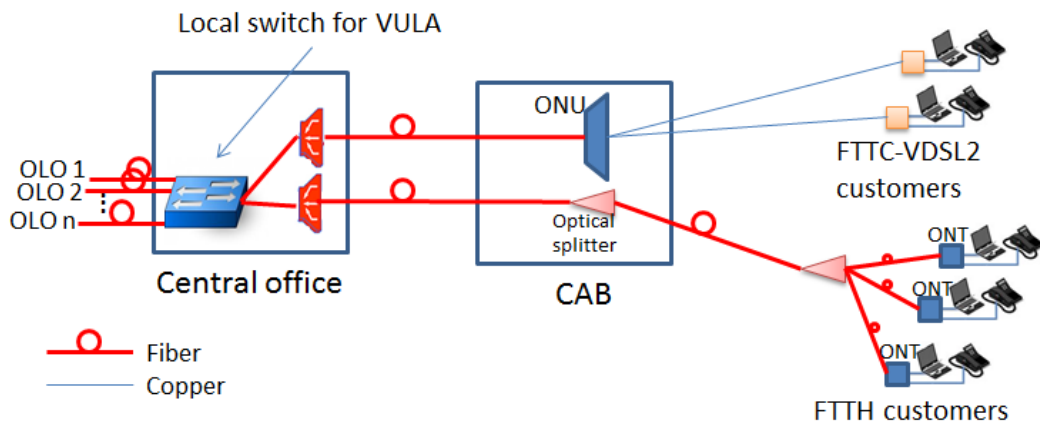 Local switch for VULA
ONU
OLO 1
OLO 2
OLO n
FTTC-VDSL2
customers
Optical
splitter
Central office
CAB
ONT
ONT
ONT
Fiber
Copper
FTTH customers